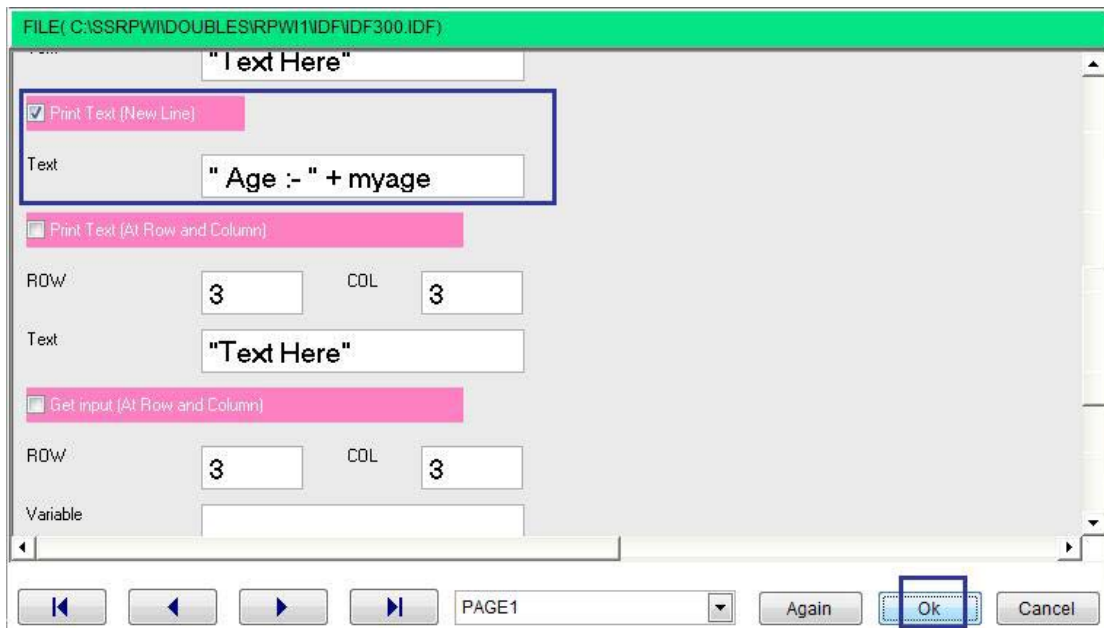 FILE( C:\SSRPWI\DOUBLES\RPWI1\IDF\IDF300.IDF)
"Text Here"
Print Text (New Line)
Text
" Age :- " + myage
Print Text (At Row and Column)
ROW 3 COL 3
Text
"Text Here"
Get input (At Row and Column)
ROW 3 COL 3
Variable
PAGE1 Again Ok Cancel